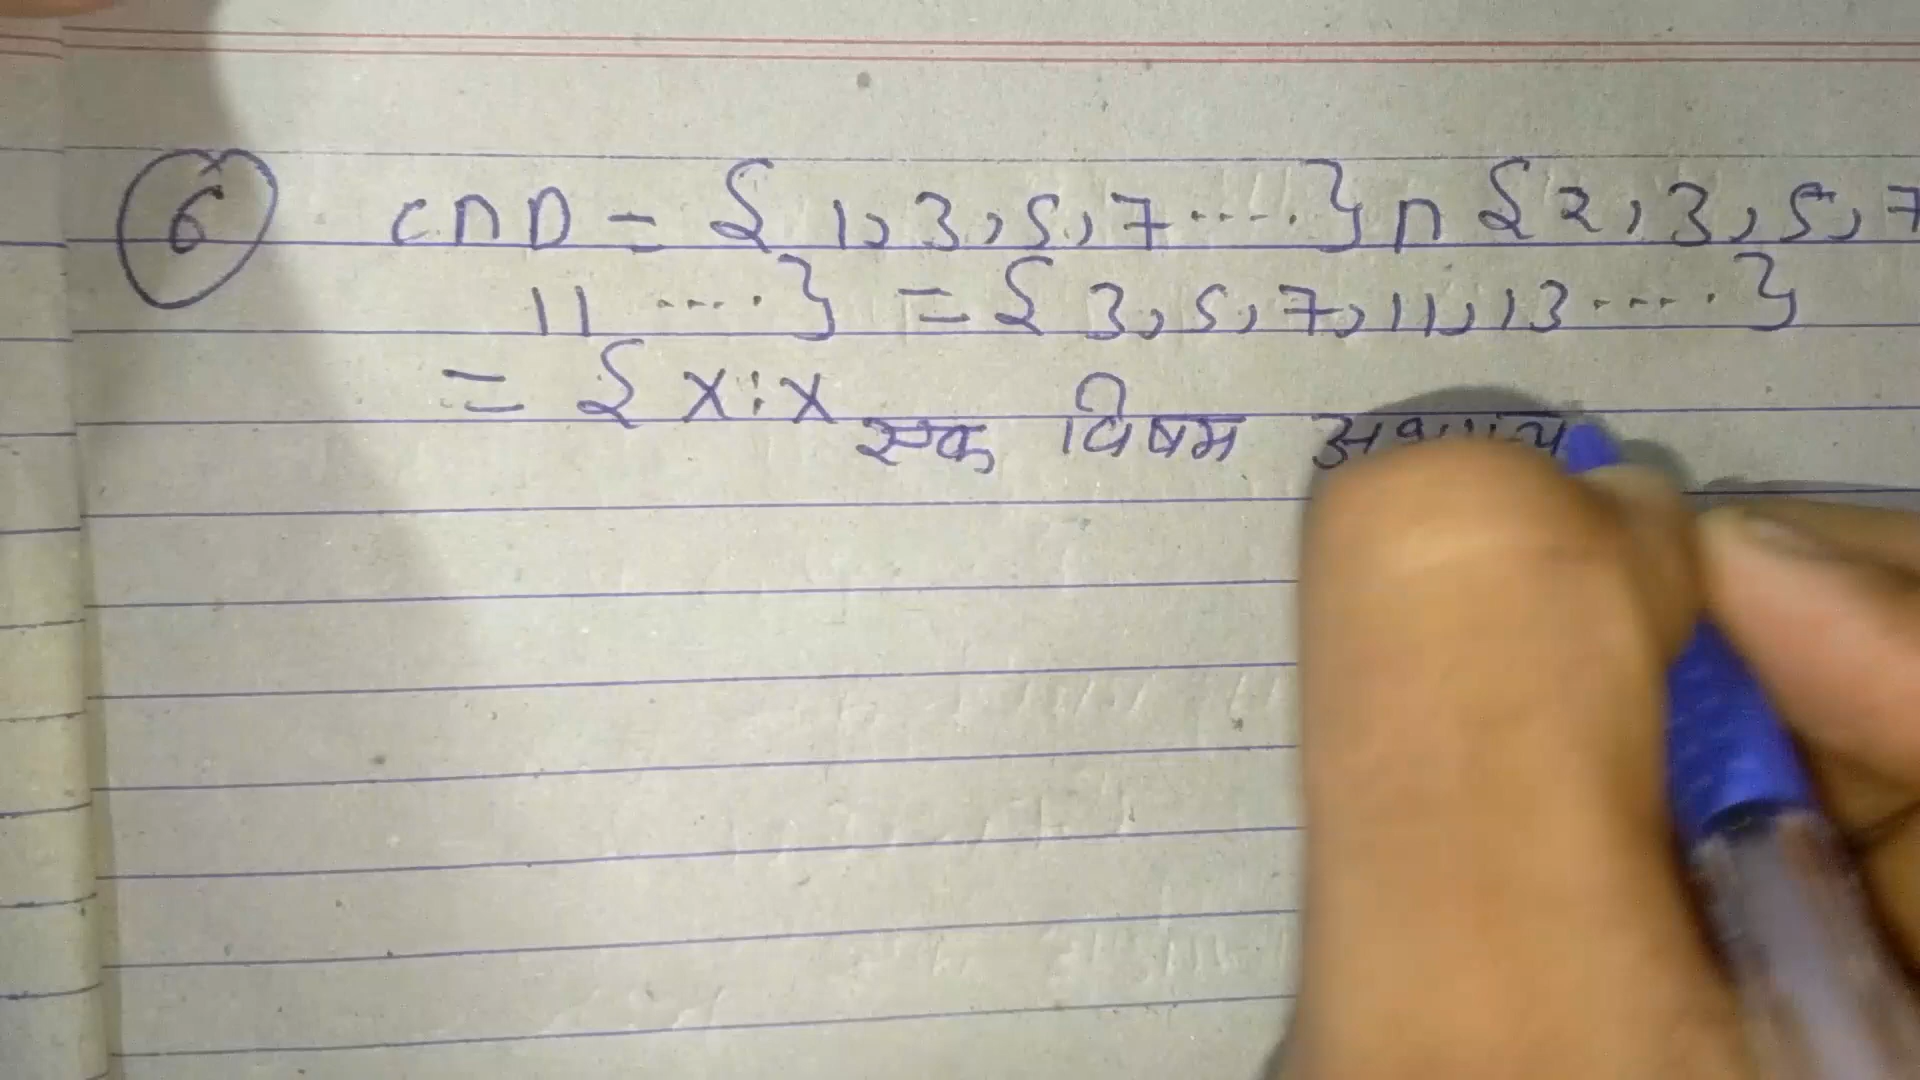 6 C∩D = { 1, 3, 5, 7 .....} ∩ { 2, 3, 5, 7
11 ....} = { 3, 5, 7, 11, 13 .....}
= { x : x एक विषम